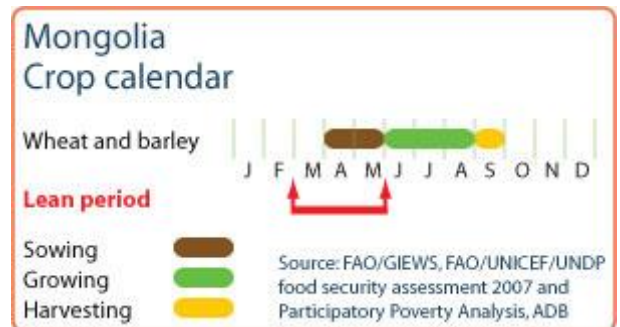 Mongolia
Crop calendar
Wheat and barley
J F M A M J J A S O N D
Lean period
Sowing
Growing
Harvesting
Source: FAO/GIEWS, FAO/UNICEF/UNDP
food security assessment 2007 and
Participatory Poverty Analysis, ADB